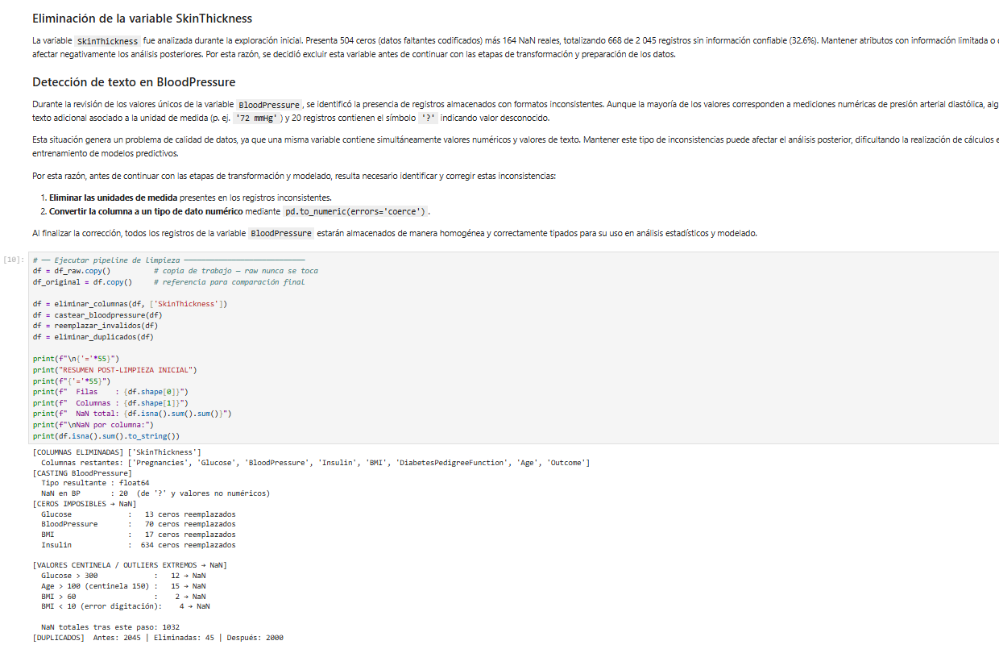 Eliminación de la variable SkinThickness
La variable SkinThickness fue analizada durante la exploración inicial. Presenta 504 ceros (datos faltantes codificados) más 164 NaN reales, totalizando 668 de 2 045 registros sin información confiable (32.6%). Mantener atributos con información limitada o
afectar negativamente los análisis posteriores. Por esta razón, se decidió excluir esta variable antes de continuar con las etapas de transformación y preparación de los datos.
Detección de texto en BloodPressure
Durante la revisión de los valores únicos de la variable BloodPressure, se identificó la presencia de registros almacenados con formatos inconsistentes. Aunque la mayoría de los valores corresponden a mediciones numéricas de presión arterial diastólica, alg
texto adicional asociado a la unidad de medida (p. ej. '72 mmHg') y 20 registros contienen el símbolo '?' indicando valor desconocido.
Esta situación genera un problema de calidad de datos, ya que una misma variable contiene simultáneamente valores numéricos y valores de texto. Mantener este tipo de inconsistencias puede afectar el análisis posterior, dificultando la realización de cálculos e
entrenamiento de modelos predictivos.
Por esta razón, antes de continuar con las etapas de transformación y modelado, resulta necesario identificar y corregir estas inconsistencias:
1. Eliminar las unidades de medida presentes en los registros inconsistentes.
2. Convertir la columna a un tipo de dato numérico mediante pd.to_numeric(errors='coerce').
Al finalizar la corrección, todos los registros de la variable BloodPressure estarán almacenados de manera homogénea y correctamente tipados para su uso en análisis estadísticos y modelado.
[10]: # ── Ejecutar pipeline de limpieza ────────────────────────────
df = df_raw.copy()          # copia de trabajo — raw nunca se toca
df_original = df.copy()     # referencia para comparación final
df = eliminar_columnas(df, ['SkinThickness'])
df = castear_bloodpressure(df)
df = reemplazar_invalidos(df)
df = eliminar_duplicados(df)
print(f"\n{'='*55}")
print("RESUMEN POST-LIMPIEZA INICIAL")
print(f"{'='*55}")
print(f"  Filas    : {df.shape[0]}")
print(f"  Columnas : {df.shape[1]}")
print(f"  NaN total: {df.isna().sum().sum()}")
print(f"\nNaN por columna:")
print(df.isna().sum().to_string())
[COLUMNAS ELIMINADAS] ['SkinThickness']
  Columnas restantes: ['Pregnancies', 'Glucose', 'BloodPressure', 'Insulin', 'BMI', 'DiabetesPedigreeFunction', 'Age', 'Outcome']
[CASTING BloodPressure]
  Tipo resultante : float64
  NaN en BP       : 20  (de '?' y valores no numéricos)
[CEROS IMPOSIBLES → NaN]
  Glucose              :   13 ceros reemplazados
  BloodPressure        :   70 ceros reemplazados
  BMI                  :   17 ceros reemplazados
  Insulin              :  634 ceros reemplazados
[VALORES CENTINELA / OUTLIERS EXTREMOS → NaN]
  Glucose > 300              :   12 → NaN
  Age > 100 (centinela 150) :   15 → NaN
  BMI > 60                   :    2 → NaN
  BMI < 10 (error digitación):    4 → NaN
  NaN totales tras este paso: 1032
[DUPLICADOS]  Antes: 2045 | Eliminadas: 45 | Después: 2000